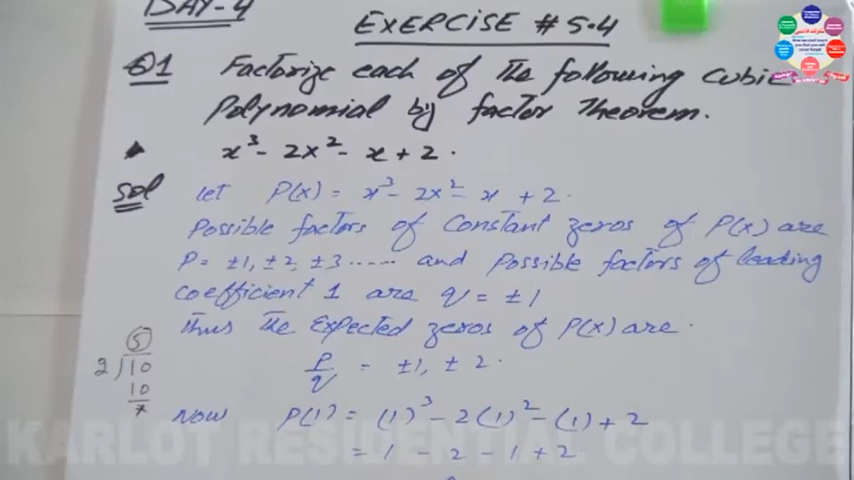 DAY-4
EXERCISE # 5.4
Q1 Factorize each of the following cubic
Polynomial by factor Theorem.
x³ - 2x² - x + 2.
Sol let P(x) = x³ - 2x² - x + 2.
Possible factors of constant zeros of P(x) are
P = ±1, ±2, ±3 ...... and possible factors of leading
coefficient 1 are q = ±1
Thus the Expected zeros of P(x) are.
P/q = ±1, ± 2.
5
2 ) 10
10
x
now P(1) = (1)³ - 2(1)² - (1) + 2
= 1 - 2 - 1 + 2
KARLOT RESIDENTIAL COLLEGE